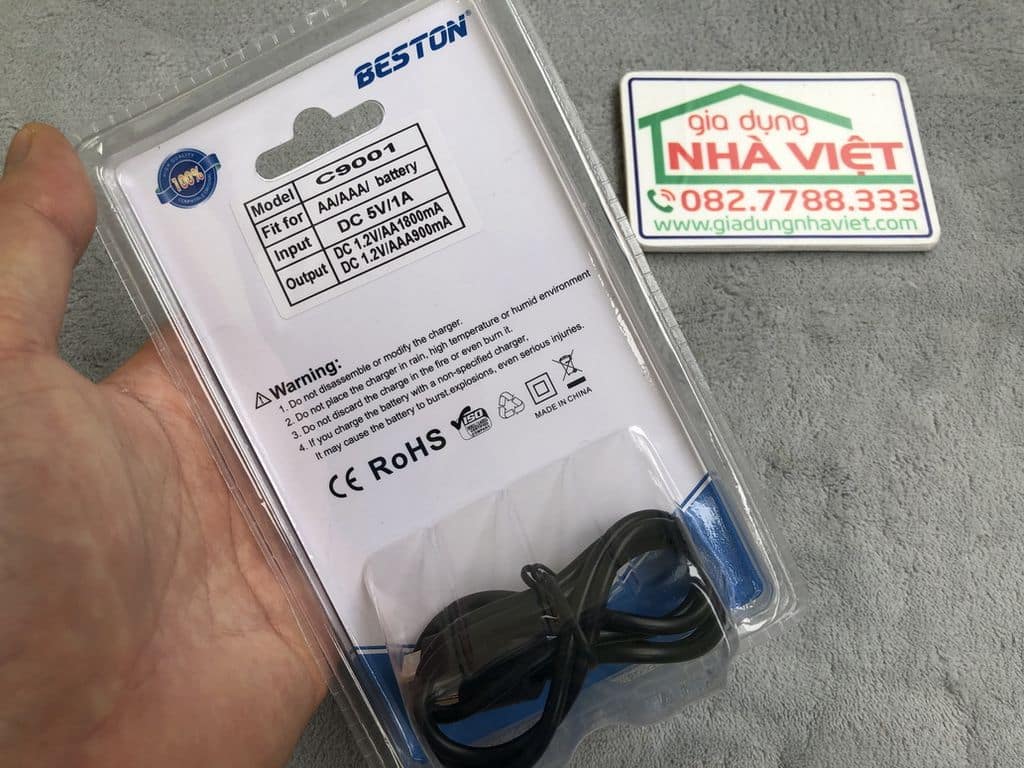 BESTON
100%
Model C9001
Fit for AA/AAA/ battery
Input DC 5V/1A
Output DC 1.2V/AA1800mA
DC 1.2V/AAA900mA
Warning:
1. Do not disassemble or modify the charger.
2. Do not place the charger in rain, high temperature or humid environment
3. Do not discard the charge in the fire or even burn it.
4. If you charge the battery with a non-specified charger,
It may cause the battery to burst,explosions, even serious injuries.
CE RoHS ISO
MADE IN CHINA
gia dụng
NHÀ VIỆT
082.7788.333
www.giadungnhaviet.com